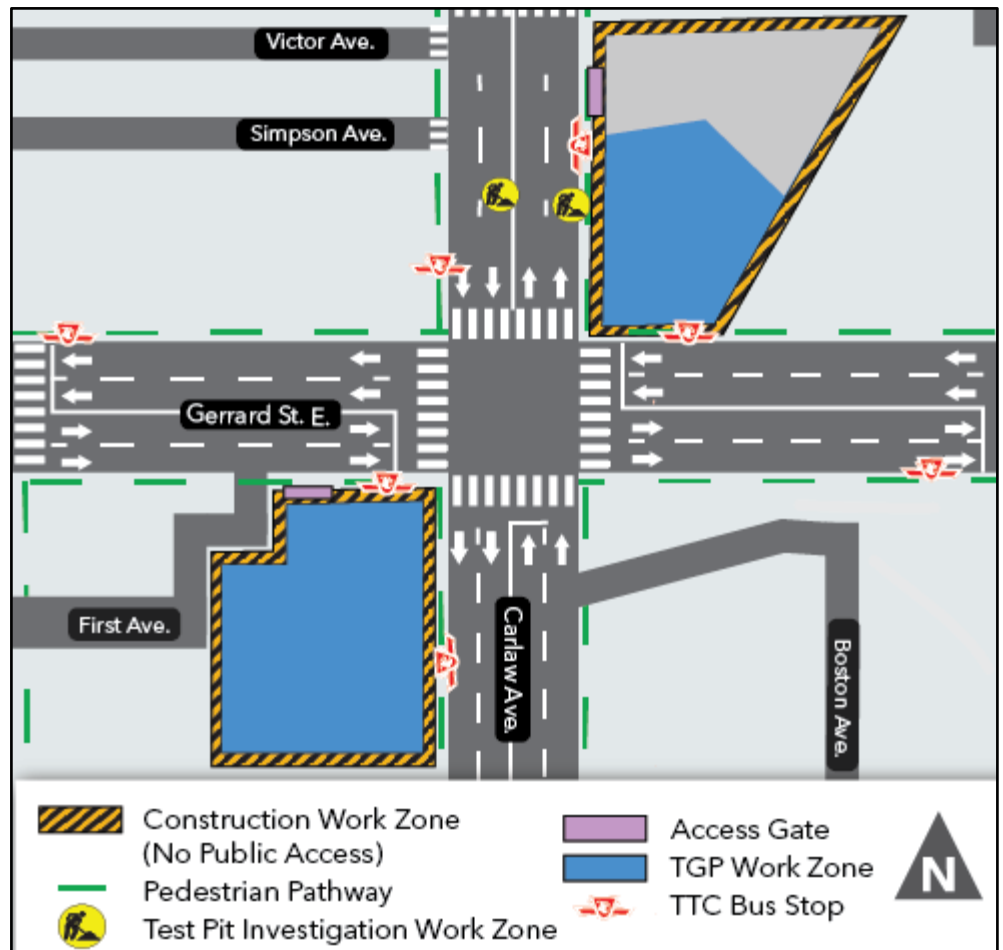 Victor Ave.
Simpson Ave.
Gerrard St. E.
First Ave.
Carlaw Ave.
Boston Ave.
Construction Work Zone
(No Public Access)
Pedestrian Pathway
Test Pit Investigation Work Zone
Access Gate
TGP Work Zone
TTC Bus Stop
N